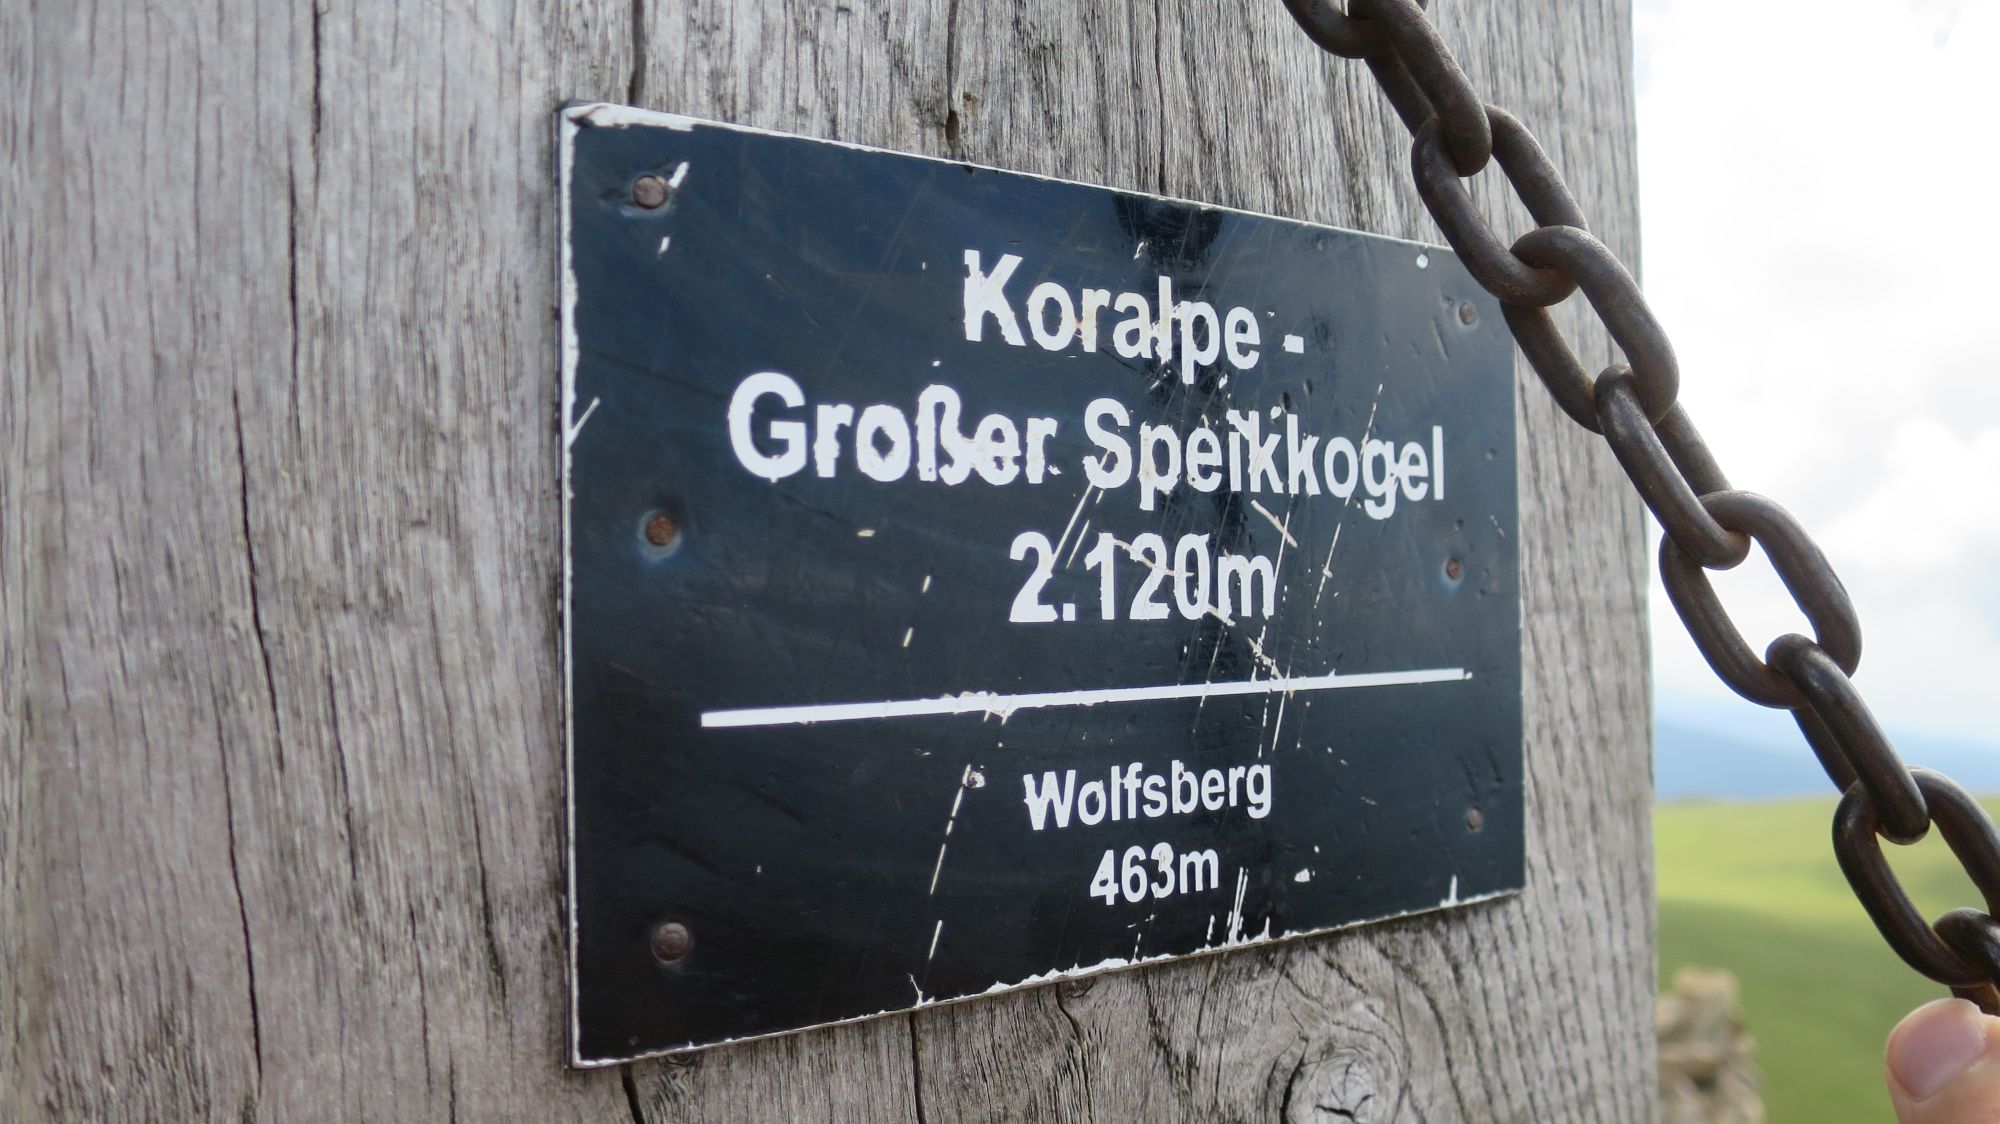 Koralpe -
Großer Speikkogel
2.120m
Wolfsberg
463m